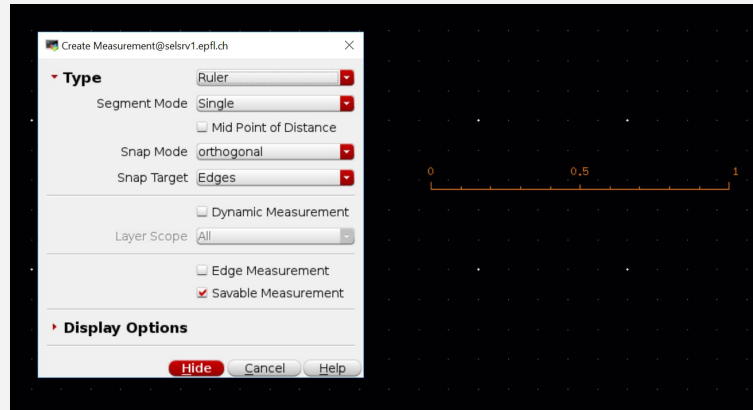 Create Measurement@selsrv1.epfl.ch
Type Ruler
Segment Mode Single
Mid Point of Distance
Snap Mode orthogonal
Snap Target Edges
Dynamic Measurement
Layer Scope All
Edge Measurement
Savable Measurement
Display Options
Hide Cancel Help
0 0.5 1